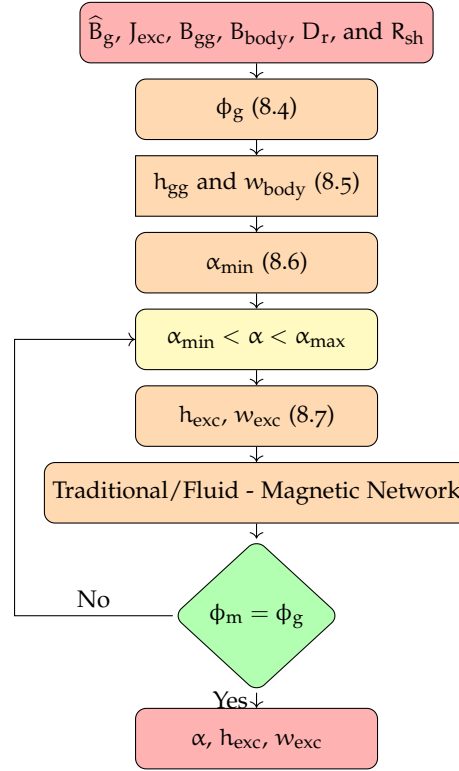 B̂g, Jexc, Bgg, Bbody, Dr, and Rsh
ϕg (8.4)
hgg and wbody (8.5)
αmin (8.6)
αmin < α < αmax
hexc, wexc (8.7)
Traditional/Fluid - Magnetic Network
No
ϕm = ϕg
Yes
α, hexc, wexc